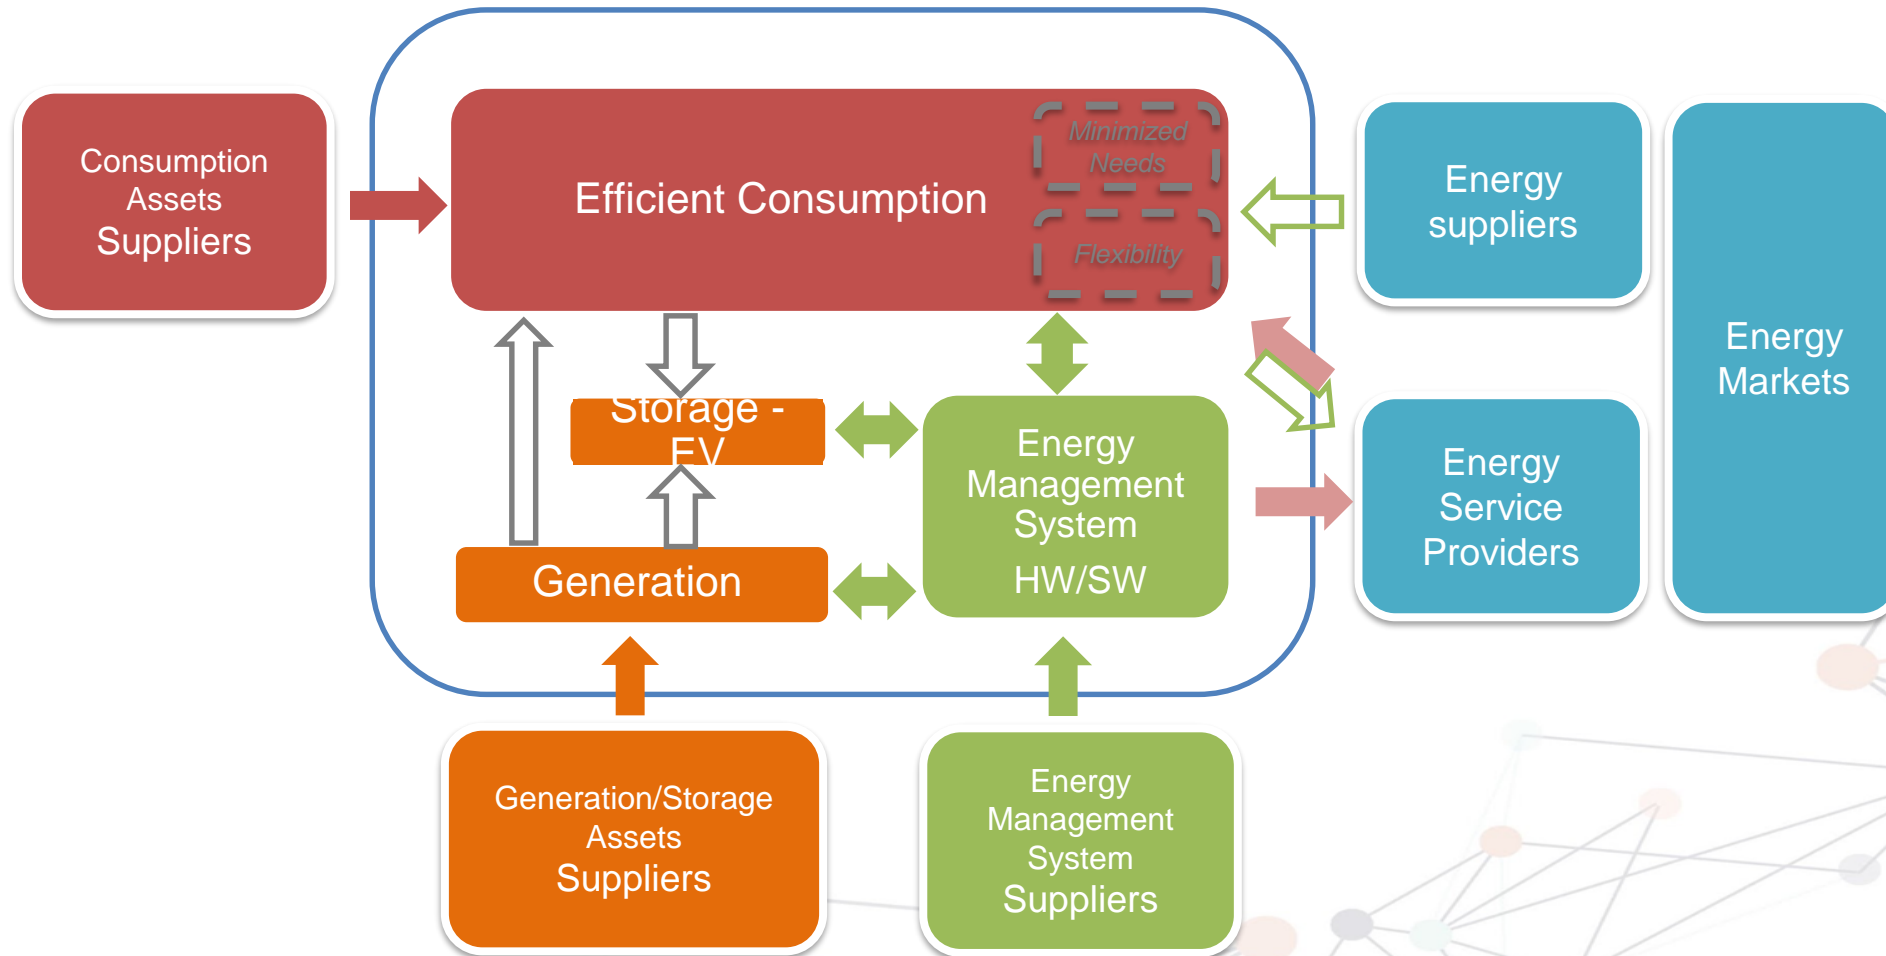 Consumption
Assets
Suppliers
Efficient Consumption
Minimized
Needs
Flexibility
Energy
suppliers
Energy
Markets
Storage -
EV
Energy
Management
System
HW/SW
Energy
Service
Providers
Generation
Generation/Storage
Assets
Suppliers
Energy
Management
System
Suppliers